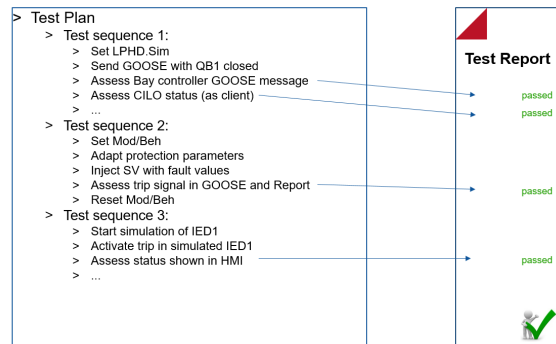 > Test Plan
> Test sequence 1:
> Set LPHD.Sim
> Send GOOSE with QB1 closed
> Assess Bay controller GOOSE message
> Assess CILO status (as client)
> ...
> Test sequence 2:
> Set Mod/Beh
> Adapt protection parameters
> Inject SV with fault values
> Assess trip signal in GOOSE and Report
> Reset Mod/Beh
> Test sequence 3:
> Start simulation of IED1
> Activate trip in simulated IED1
> Assess status shown in HMI
> ...
Test Report
passed
passed
passed
passed